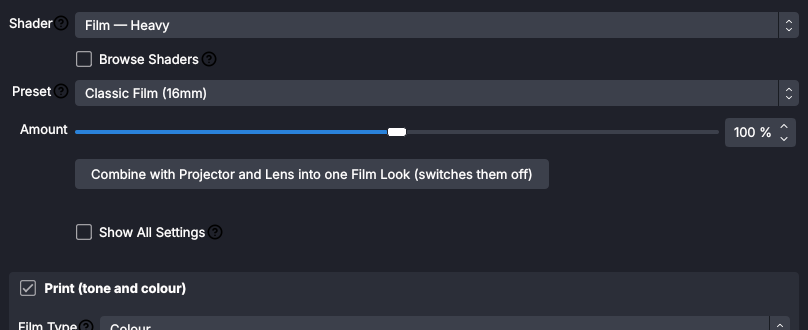 Shader ? Film — Heavy
Browse Shaders ?
Preset ? Classic Film (16mm)
Amount 100 %
Combine with Projector and Lens into one Film Look (switches them off)
Show All Settings ?
Print (tone and colour)
Film Type ? Colour